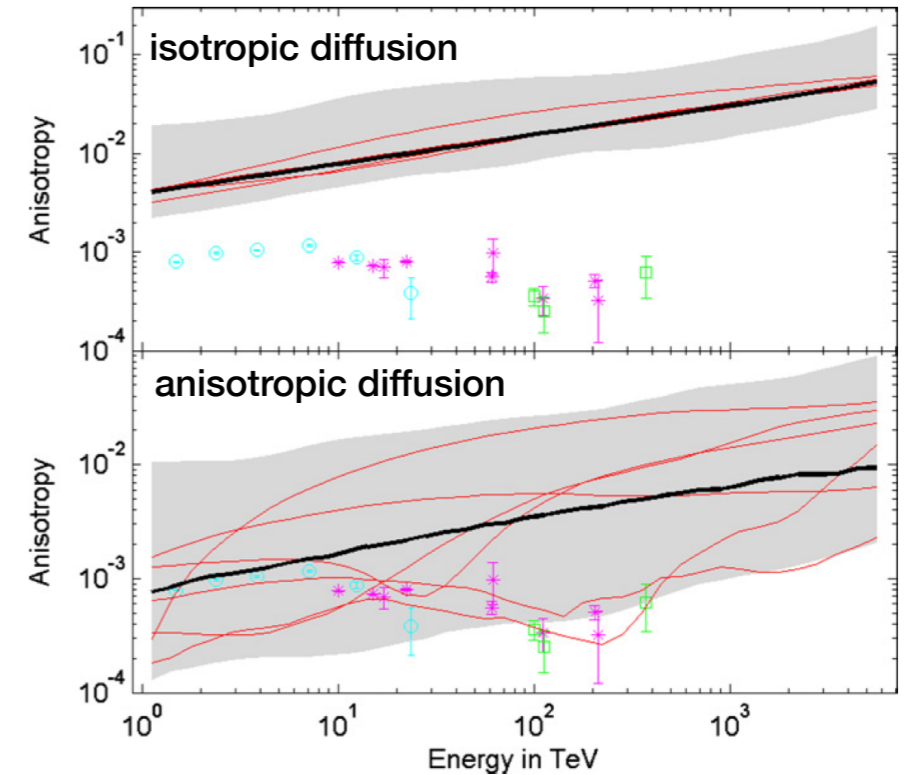 isotropic diffusion
Anisotropy
10^-1
10^-2
10^-3
10^-4
anisotropic diffusion
Anisotropy
10^-2
10^-3
10^-4
10^0
10^1
10^2
10^3
Energy in TeV